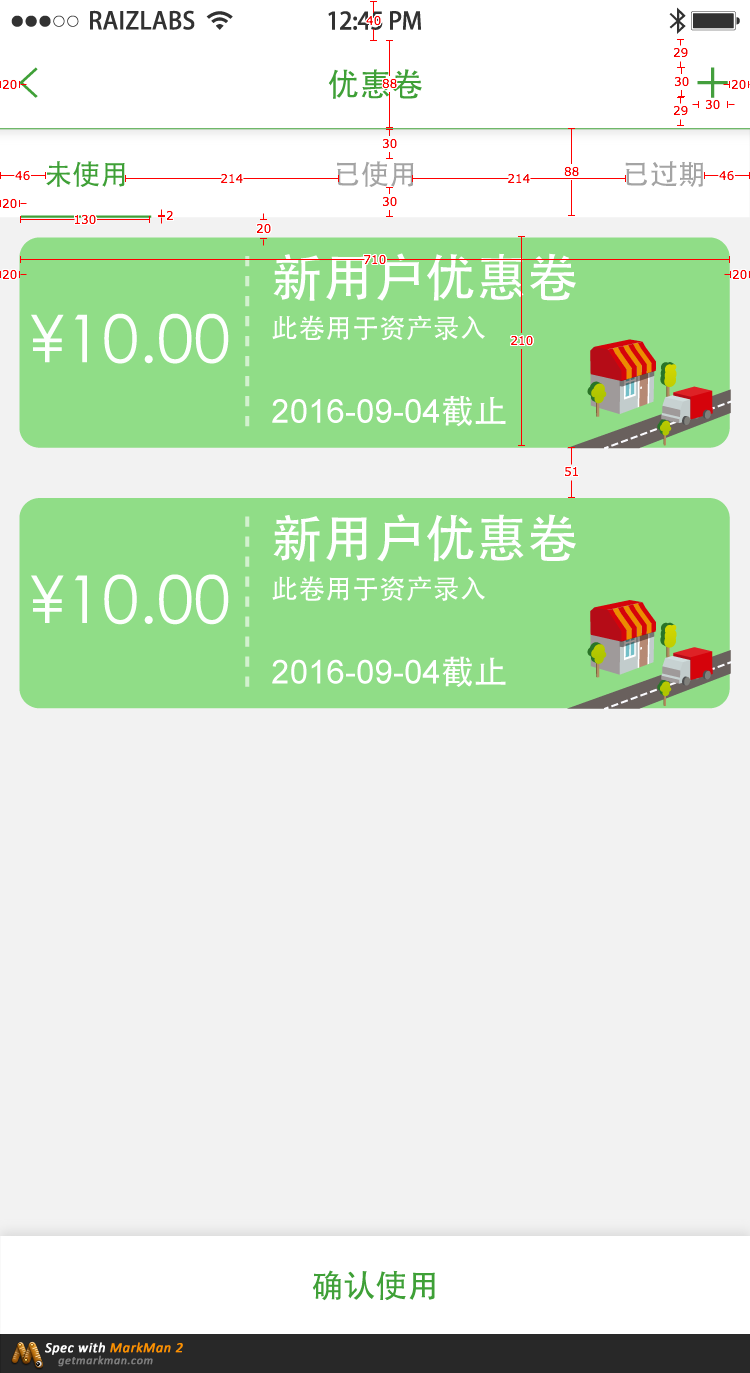 RAIZLABS 12:45 PM
40
29
20 优惠卷 88 30 20
29 30
30
46 未使用 214 已使用 214 88 已过期 46
20 30
130 2
20
20 710 20
新用户优惠卷
此卷用于资产录入
¥10.00 210
2016-09-04截止
51
新用户优惠卷
此卷用于资产录入
¥10.00
2016-09-04截止
确认使用
Spec with MarkMan 2
getmarkman.com